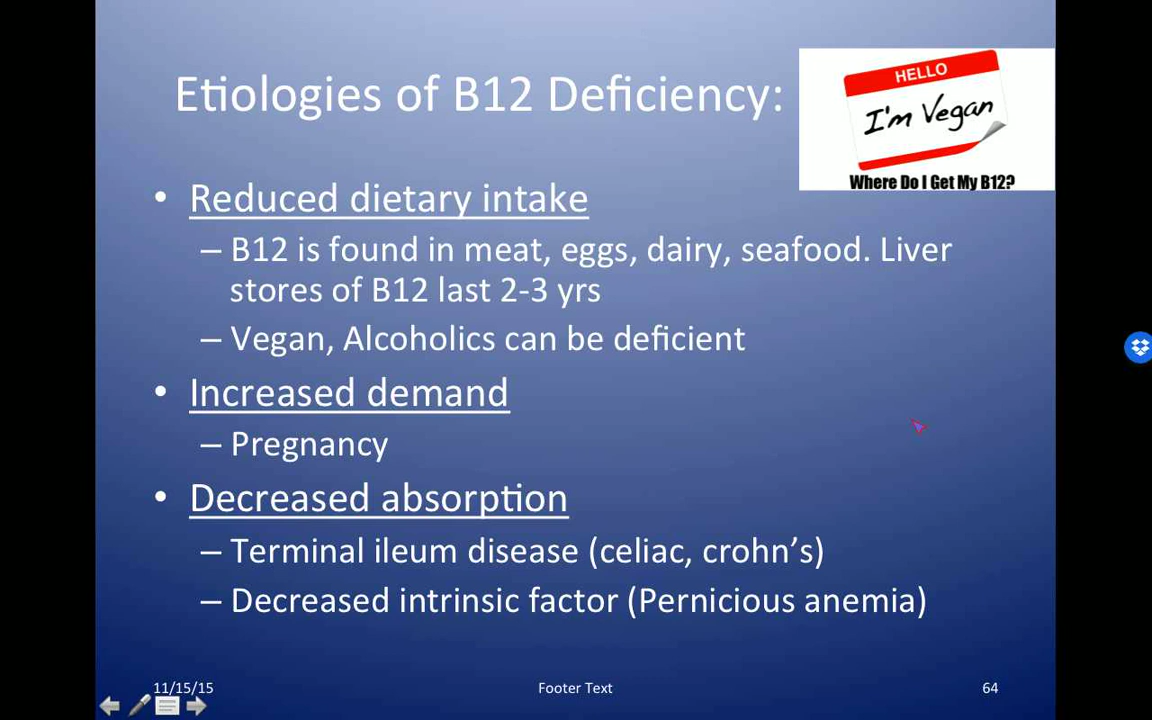 Etiologies of B12 Deficiency:
HELLO
I'm Vegan
Where Do I Get My B12?
• Reduced dietary intake
– B12 is found in meat, eggs, dairy, seafood. Liver
stores of B12 last 2-3 yrs
– Vegan, Alcoholics can be deficient
• Increased demand
– Pregnancy
• Decreased absorption
– Terminal ileum disease (celiac, crohn’s)
– Decreased intrinsic factor (Pernicious anemia)
11/15/15
Footer Text
64